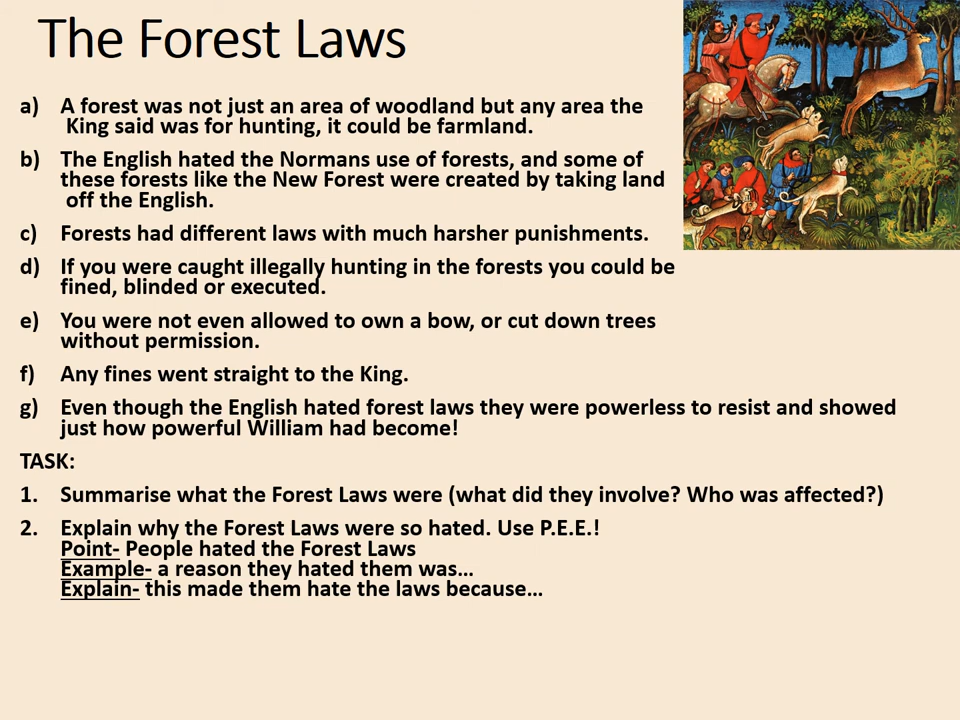 The Forest Laws
a) A forest was not just an area of woodland but any area the
King said was for hunting, it could be farmland.
b) The English hated the Normans use of forests, and some of
these forests like the New Forest were created by taking land
off the English.
c) Forests had different laws with much harsher punishments.
d) If you were caught illegally hunting in the forests you could be
fined, blinded or executed.
e) You were not even allowed to own a bow, or cut down trees
without permission.
f) Any fines went straight to the King.
g) Even though the English hated forest laws they were powerless to resist and showed
just how powerful William had become!
TASK:
1. Summarise what the Forest Laws were (what did they involve? Who was affected?)
2. Explain why the Forest Laws were so hated. Use P.E.E.!
Point- People hated the Forest Laws
Example- a reason they hated them was…
Explain- this made them hate the laws because…